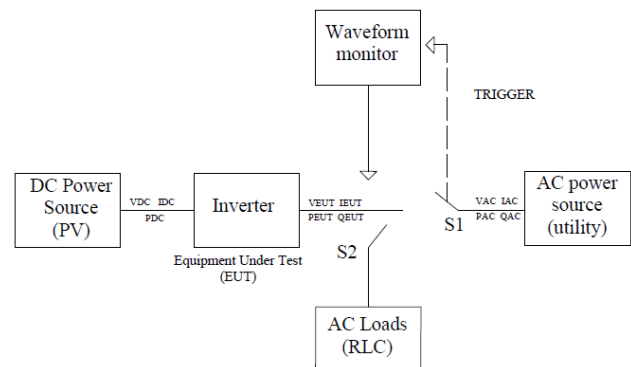 Waveform
monitor
TRIGGER
DC Power
Source
(PV)
VDC IDC
PDC
Inverter
Equipment Under Test
(EUT)
VEUT IEUT
PEUT QEUT
S2
S1
VAC IAC
PAC QAC
AC power
source
(utility)
AC Loads
(RLC)